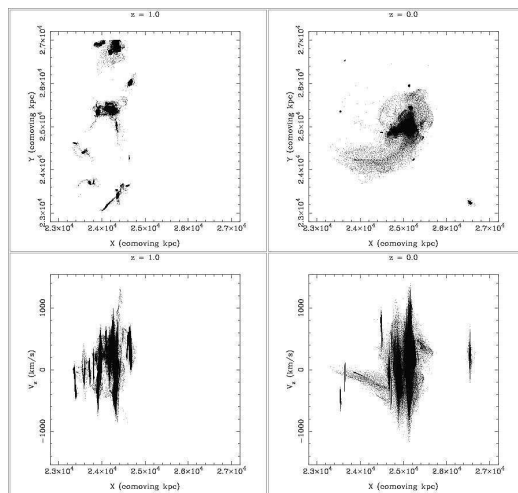 z = 1.0
Y (comoving kpc)
2.7×10⁴
2.6×10⁴
2.5×10⁴
2.4×10⁴
2.3×10⁴
2.3×10⁴ 2.4×10⁴ 2.5×10⁴ 2.6×10⁴ 2.7×10⁴
X (comoving kpc)
z = 0.0
Y (comoving kpc)
2.7×10⁴
2.6×10⁴
2.5×10⁴
2.4×10⁴
2.3×10⁴
2.3×10⁴ 2.4×10⁴ 2.5×10⁴ 2.6×10⁴ 2.7×10⁴
X (comoving kpc)
z = 1.0
(km/s)
1000
0
−1000
2.3×10⁴ 2.4×10⁴ 2.5×10⁴ 2.6×10⁴ 2.7×10⁴
X (comoving kpc)
z = 0.0
(km/s)
1000
0
−1000
2.3×10⁴ 2.4×10⁴ 2.5×10⁴ 2.6×10⁴ 2.7×10⁴
X (comoving kpc)